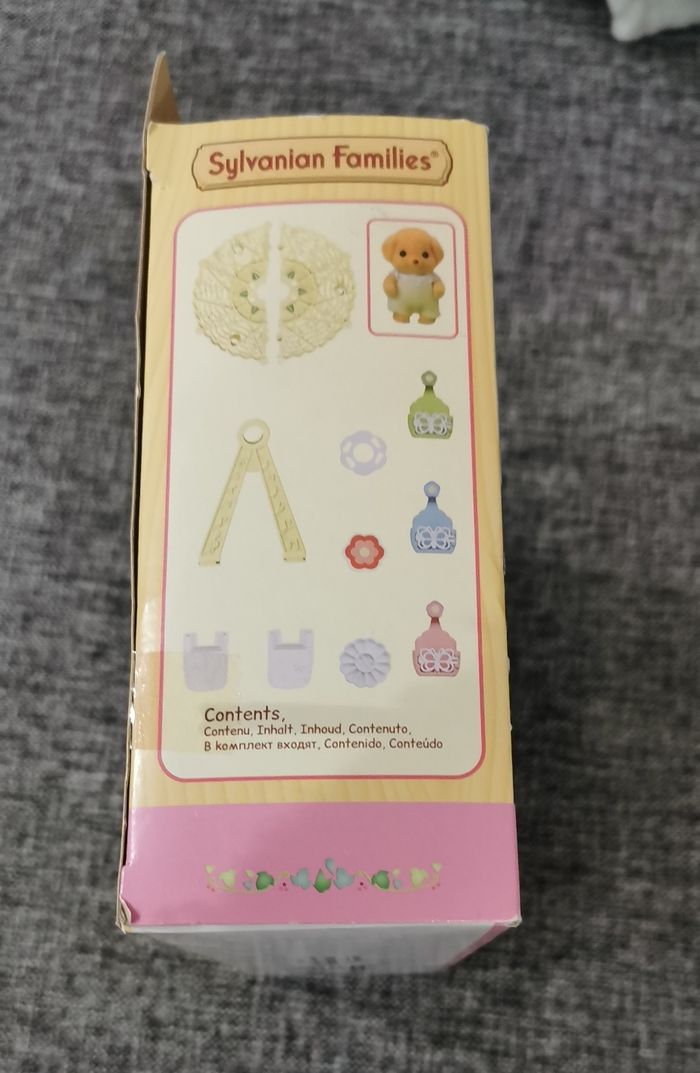 Sylvanian Families®
Contents,
Contenu, Inhalt, Inhoud, Contenuto,
В комплект входят, Contenido, Conteúdo